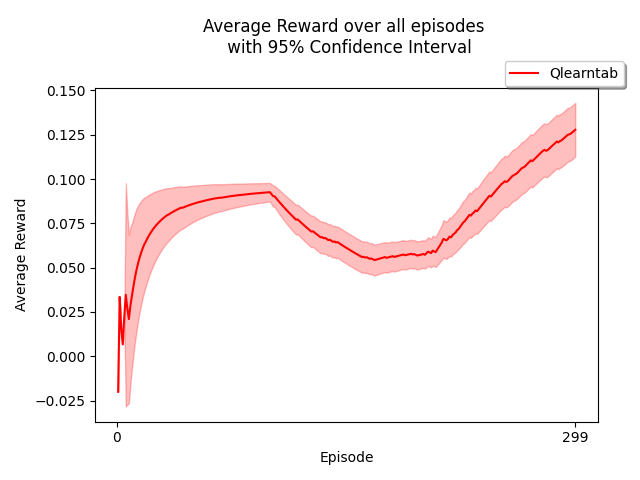 Average Reward over all episodes
with 95% Confidence Interval
Qlearntab
0.150
0.125
0.100
0.075
0.050
0.025
0.000
−0.025
Average Reward
0
299
Episode